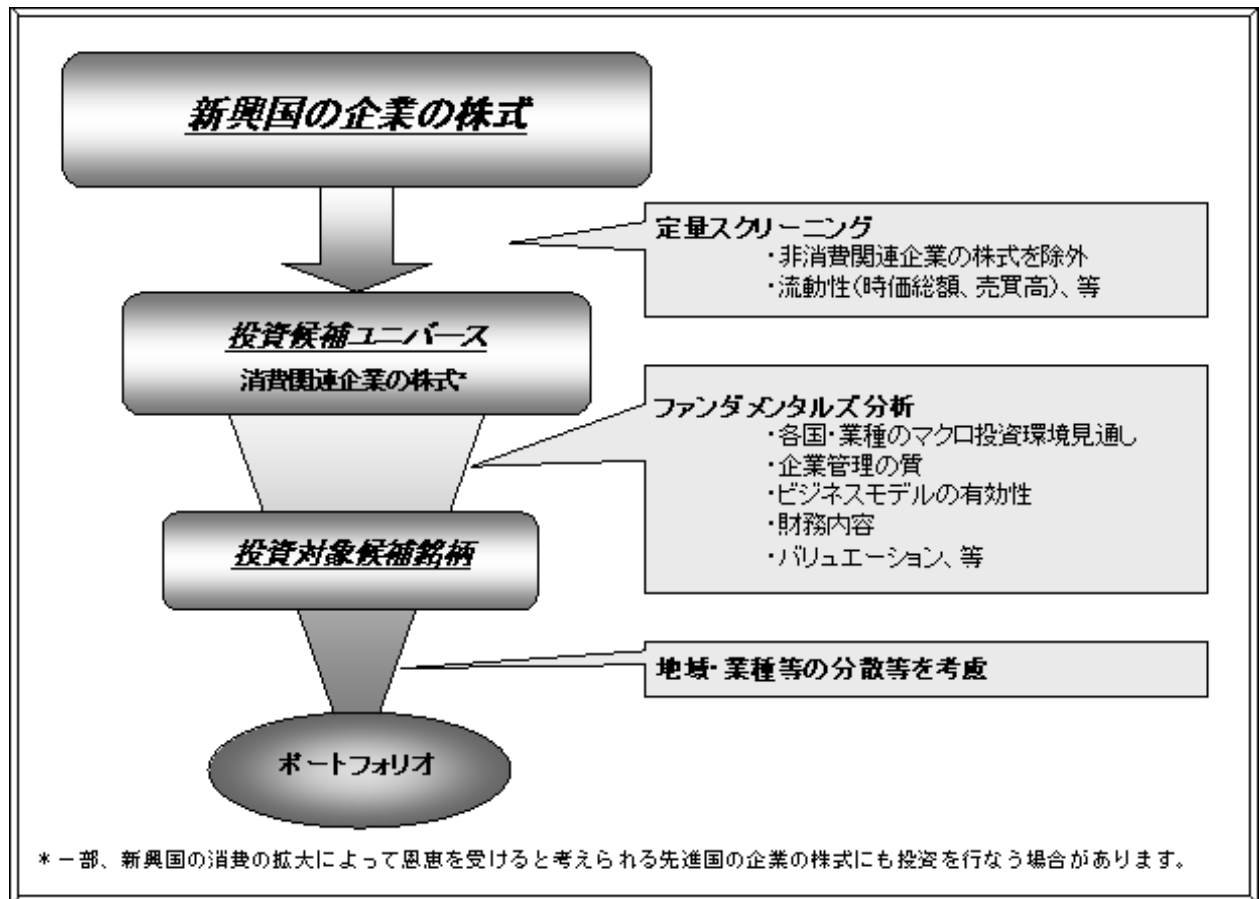 新興国の企業の株式
定量スクリーニング
・非消費関連企業の株式を除外
・流動性(時価総額、売買高)、等
投資候補ユニバース
消費関連企業の株式*
ファンダメンタルズ分析
・各国・業種のマクロ投資環境見通し
・企業管理の質
・ビジネスモデルの有効性
・財務内容
・バリュエーション、等
投資対象候補銘柄
地域・業種等の分散等を考慮
ポートフォリオ
* 一部、新興国の消費の拡大によって恩恵を受けると考えられる先進国の企業の株式にも投資を行なう場合があります。